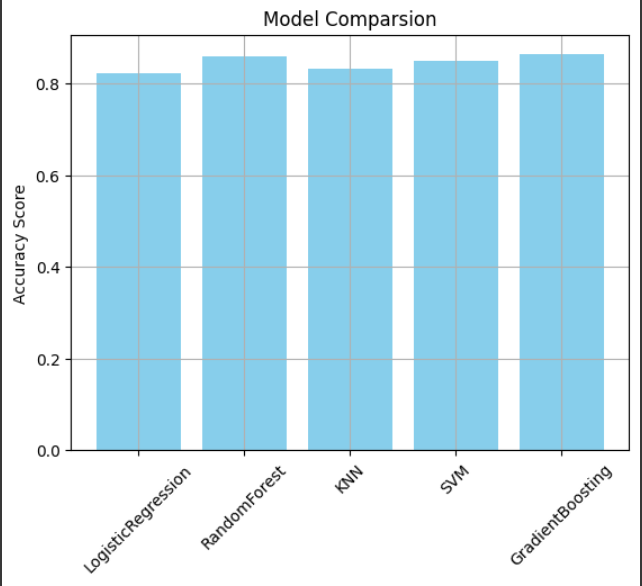 Model Comparsion
Accuracy Score
0.8
0.6
0.4
0.2
0.0
LogisticRegression
RandomForest
KNN
SVM
GradientBoosting